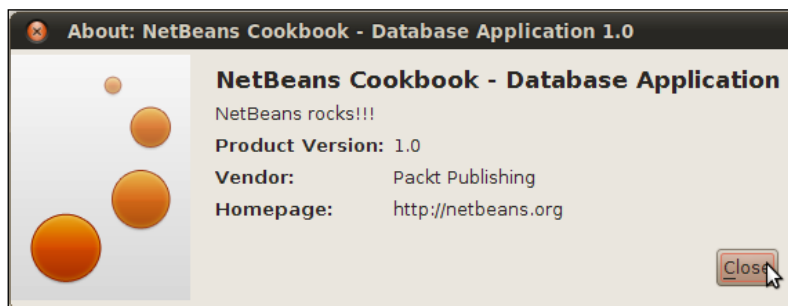 About: NetBeans Cookbook - Database Application 1.0
NetBeans Cookbook - Database Application
NetBeans rocks!!!
Product Version: 1.0
Vendor: Packt Publishing
Homepage: http://netbeans.org
Close